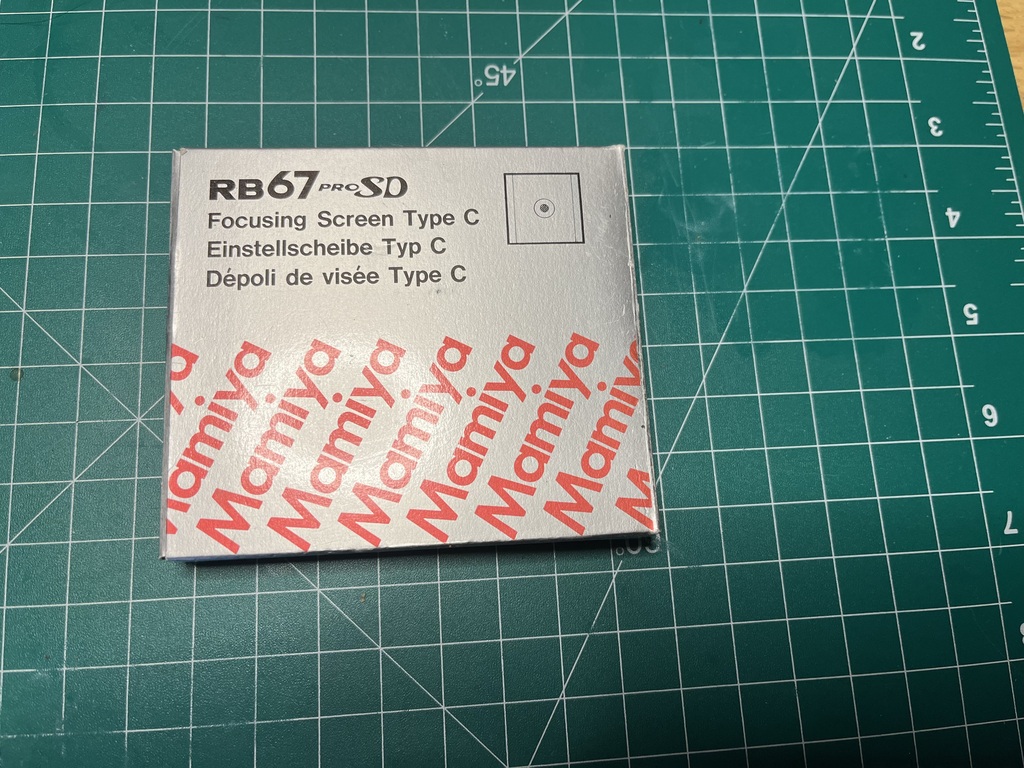 RB67 PRO SD
Focusing Screen Type C
Einstellscheibe Typ C
Dépoli de visée Type C
Mamiya
Mamiya
Mamiya
Mamiya
Mamiya
Mamiya
Mamiya
45°
2
3
4
5
6
7